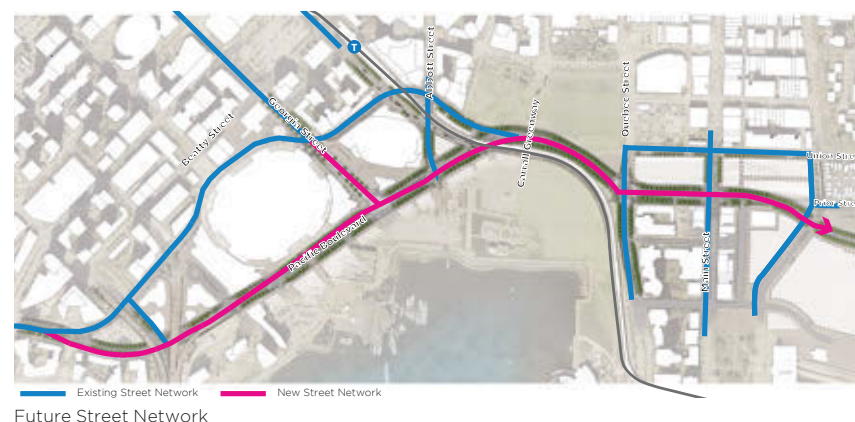 T
Abbott Street
Georgia Street
Quebec Street
Carrall Greenway
Beatty Street
Union Stre
Prior Stre
Pacific Boulevard
Main Street
Existing Street Network
New Street Network
Future Street Network